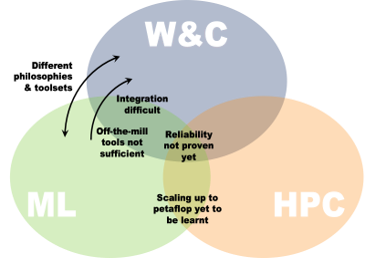 W&C
Different
philosophies
& toolsets
Integration
difficult
Off-the-mill
tools not
sufficient
Reliability
not proven
yet
ML
Scaling up to
petaflop yet to
be learnt
HPC